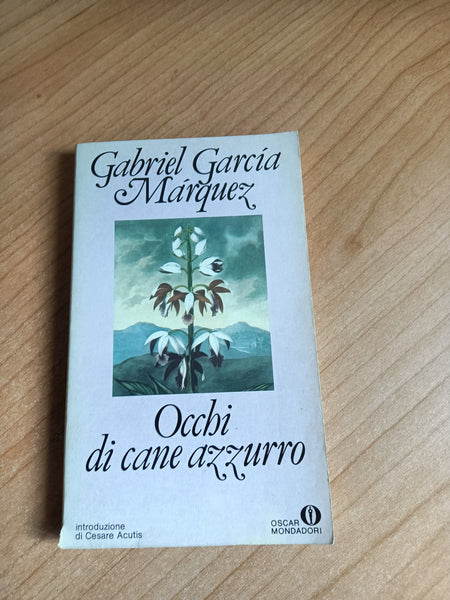 Gabriel García
Márquez
Occhi
di cane azzurro
introduzione
di Cesare Acutis
OSCAR
MONDADORI